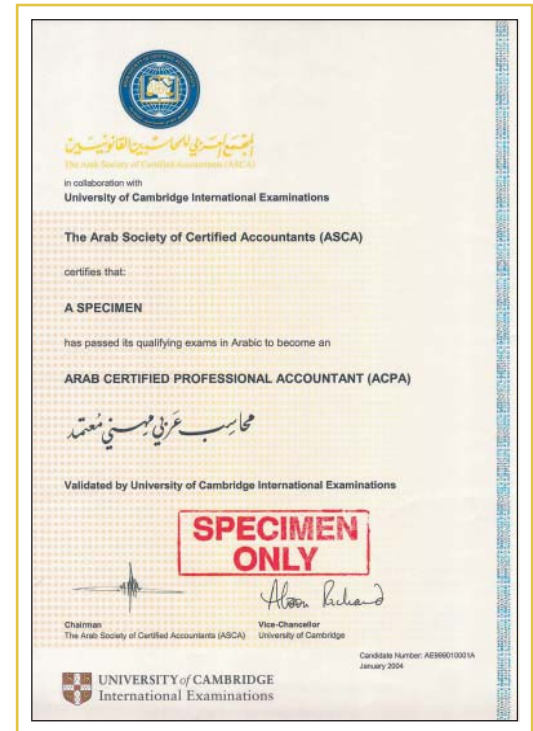 المجمع العربي للمحاسبين القانونيين
The Arab Society of Certified Accountants (ASCA)
in collaboration with
University of Cambridge International Examinations
The Arab Society of Certified Accountants (ASCA)
certifies that:
A SPECIMEN
has passed its qualifying exams in Arabic to become an
ARAB CERTIFIED PROFESSIONAL ACCOUNTANT (ACPA)
محاسب عربي مهني معتمد
Validated by University of Cambridge International Examinations
SPECIMEN
ONLY
Alison Richard
Chairman
The Arab Society of Certified Accountants (ASCA)
Vice-Chancellor
University of Cambridge
Candidate Number: AE999010001A
January 2004
UNIVERSITY of CAMBRIDGE
International Examinations